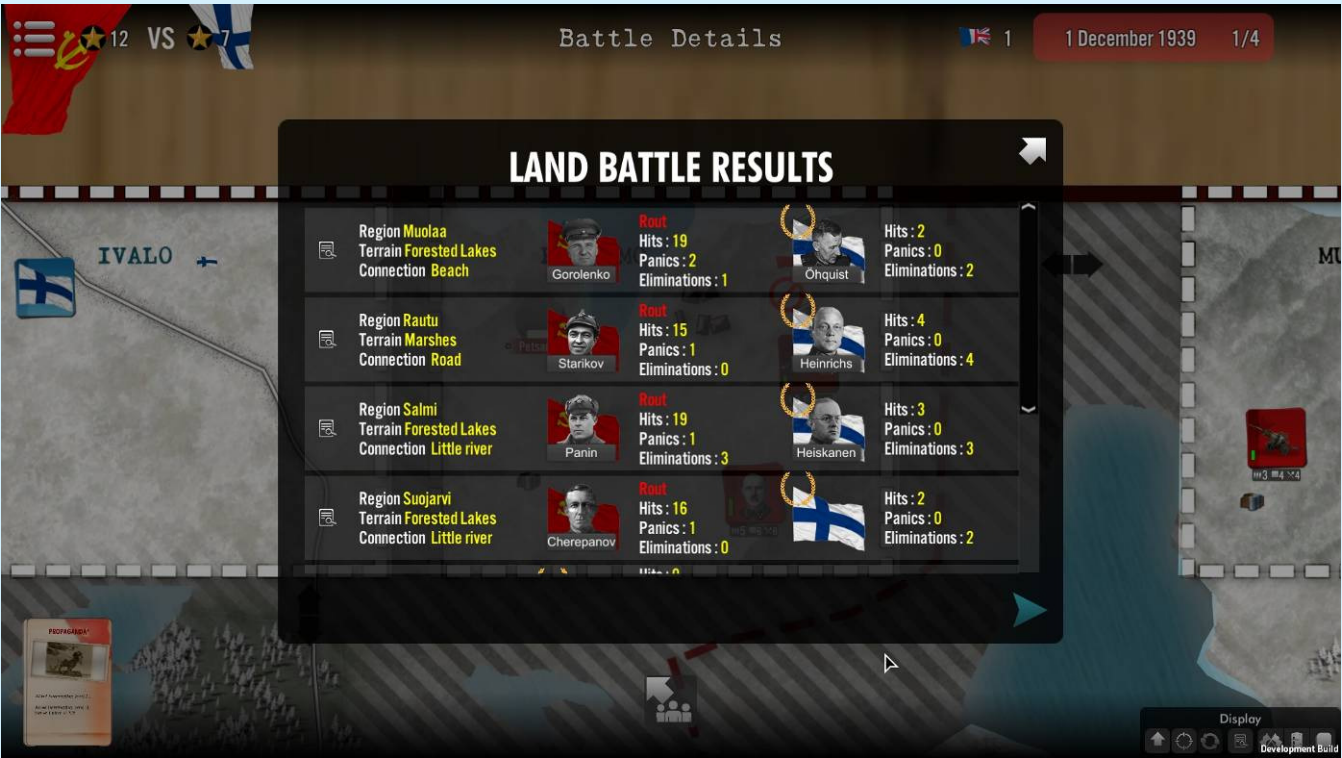 12 VS 7
Battle Details
1
1 December 1939 1/4
LAND BATTLE RESULTS
IVALO
MU
Region Muolaa
Terrain Forested Lakes
Connection Beach
Gorolenko
Rout
Hits : 19
Panics : 2
Eliminations : 1
Öhquist
Hits : 2
Panics : 0
Eliminations : 2
Region Rautu
Terrain Marshes
Connection Road
Starikov
Rout
Hits : 15
Panics : 1
Eliminations : 0
Heinrichs
Hits : 4
Panics : 0
Eliminations : 4
Region Salmi
Terrain Forested Lakes
Connection Little river
Panin
Rout
Hits : 19
Panics : 1
Eliminations : 3
Heiskanen
Hits : 3
Panics : 0
Eliminations : 3
Region Suojarvi
Terrain Forested Lakes
Connection Little river
Cherepanov
Rout
Hits : 16
Panics : 1
Eliminations : 0
Hits : 2
Panics : 0
Eliminations : 2
3 4 4
PROPAGANDA
Display
Development Build